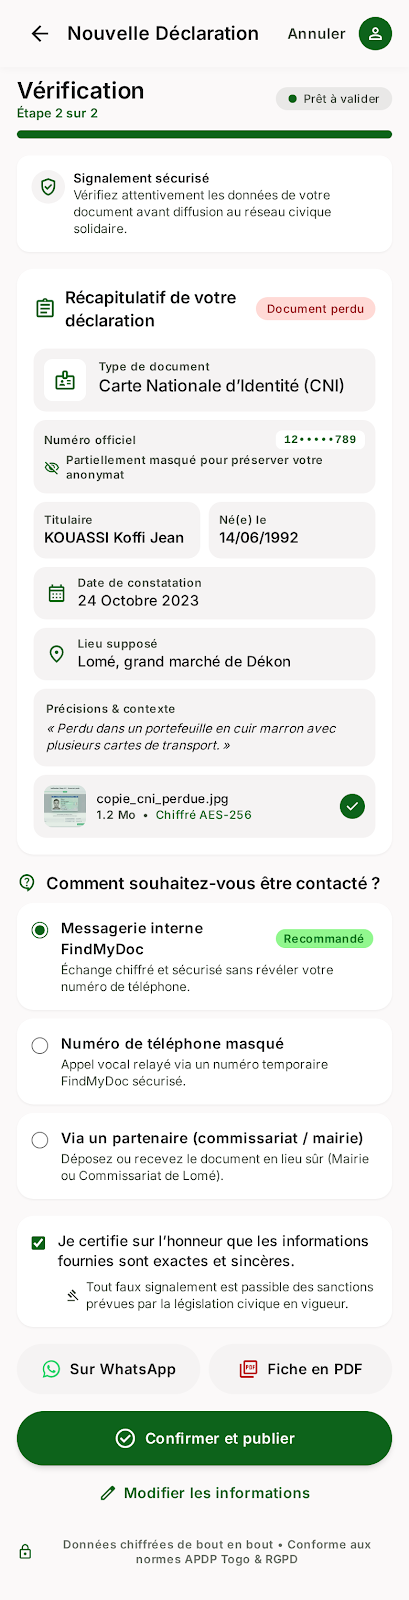 Nouvelle Déclaration
Annuler
Vérification
Étape 2 sur 2
Prêt à valider
Signalement sécurisé
Vérifiez attentivement les données de votre
document avant diffusion au réseau civique
solidaire.
Récapitulatif de votre
déclaration
Document perdu
Type de document
Carte Nationale d’Identité (CNI)
Numéro officiel
12•••••789
Partiellement masqué pour préserver votre
anonymat
Titulaire
KOUASSI Koffi Jean
Né(e) le
14/06/1992
Date de constatation
24 Octobre 2023
Lieu supposé
Lomé, grand marché de Dékon
Précisions & contexte
« Perdu dans un portefeuille en cuir marron avec
plusieurs cartes de transport. »
copie_cni_perdue.jpg
1.2 Mo • Chiffré AES-256
Comment souhaitez-vous être contacté ?
Messagerie interne
FindMyDoc
Recommandé
Échange chiffré et sécurisé sans révéler votre
numéro de téléphone.
Numéro de téléphone masqué
Appel vocal relayé via un numéro temporaire
FindMyDoc sécurisé.
Via un partenaire (commissariat / mairie)
Déposez ou recevez le document en lieu sûr (Mairie
ou Commissariat de Lomé).
Je certifie sur l’honneur que les informations
fournies sont exactes et sincères.
Tout faux signalement est passible des sanctions
prévues par la législation civique en vigueur.
Sur WhatsApp
PDF
Fiche en PDF
Confirmer et publier
Modifier les informations
Données chiffrées de bout en bout • Conforme aux
normes APDP Togo & RGPD